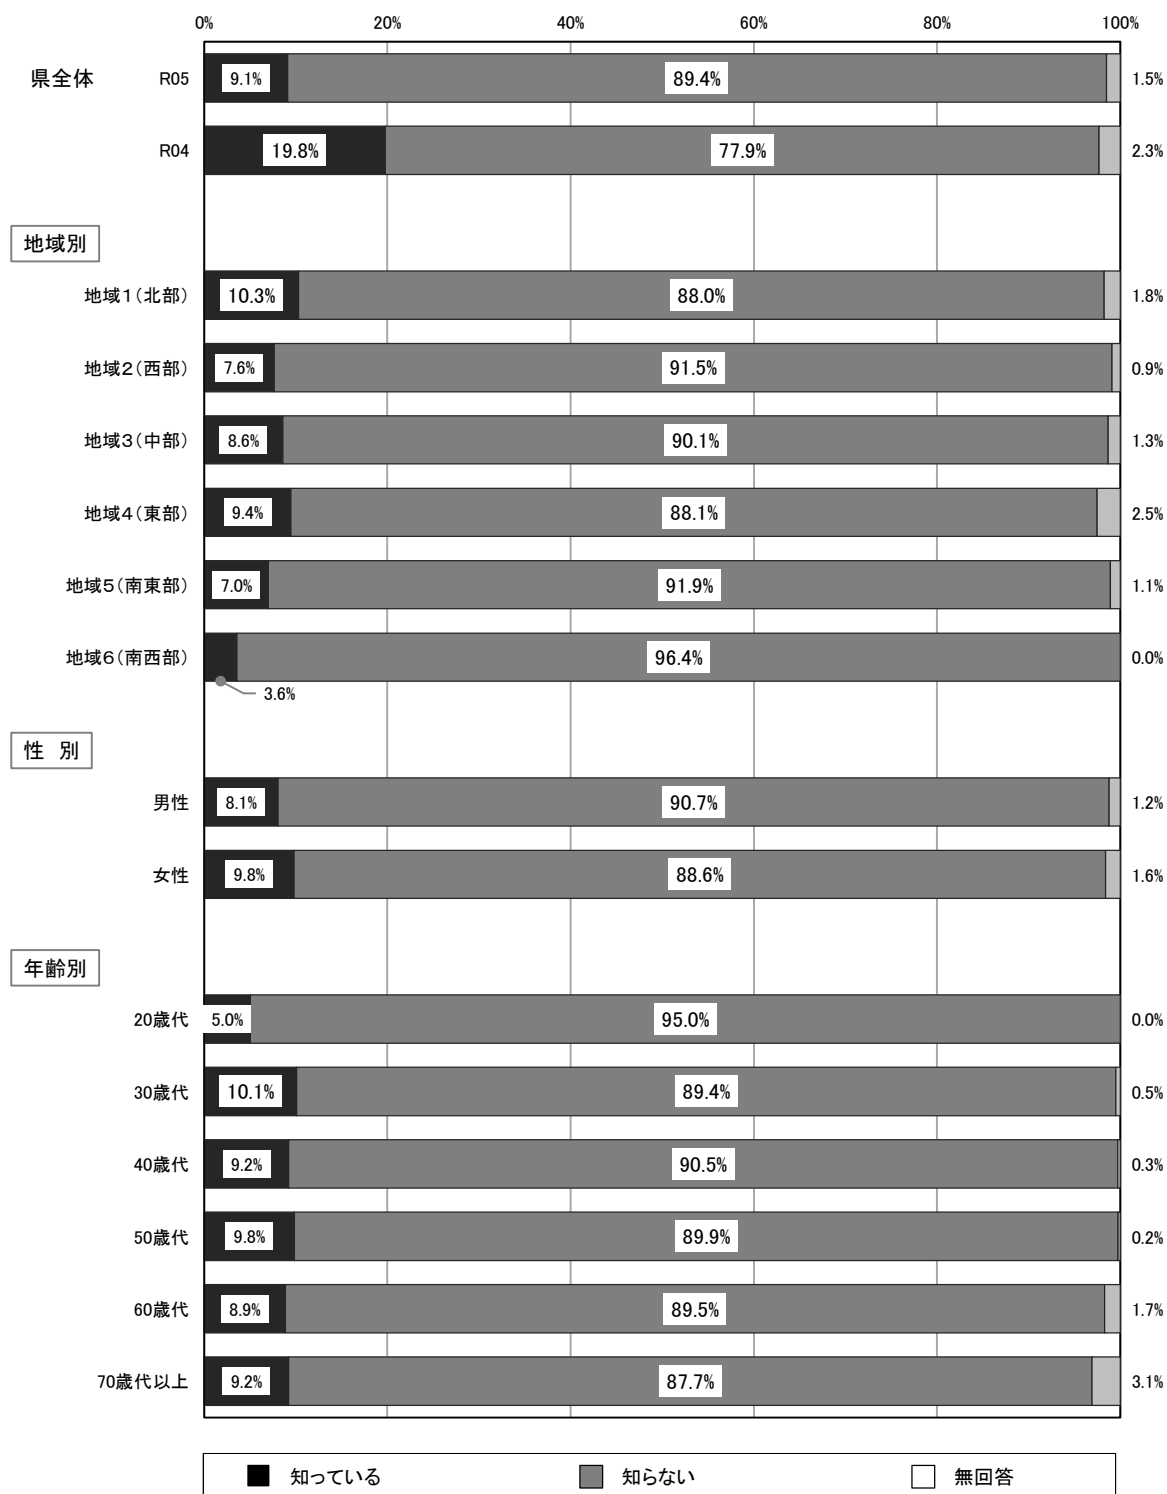 0% 20% 40% 60% 80% 100%
県全体 R05 9.1% 89.4% 1.5%
R04 19.8% 77.9% 2.3%
地域別
地域1(北部) 10.3% 88.0% 1.8%
地域2(西部) 7.6% 91.5% 0.9%
地域3(中部) 8.6% 90.1% 1.3%
地域4(東部) 9.4% 88.1% 2.5%
地域5(南東部) 7.0% 91.9% 1.1%
地域6(南西部) 96.4% 0.0%
3.6%
性 別
男性 8.1% 90.7% 1.2%
女性 9.8% 88.6% 1.6%
年齢別
20歳代 5.0% 95.0% 0.0%
30歳代 10.1% 89.4% 0.5%
40歳代 9.2% 90.5% 0.3%
50歳代 9.8% 89.9% 0.2%
60歳代 8.9% 89.5% 1.7%
70歳代以上 9.2% 87.7% 3.1%
知っている 知らない 無回答